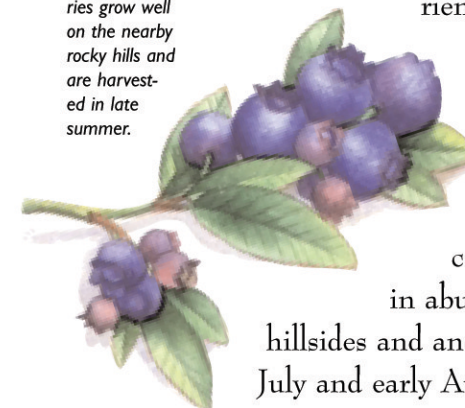 ries grow well
on the nearby
rocky hills and
are harvest-
ed in late
summer.
rien
c
in abu
hillsides and an
July and early A